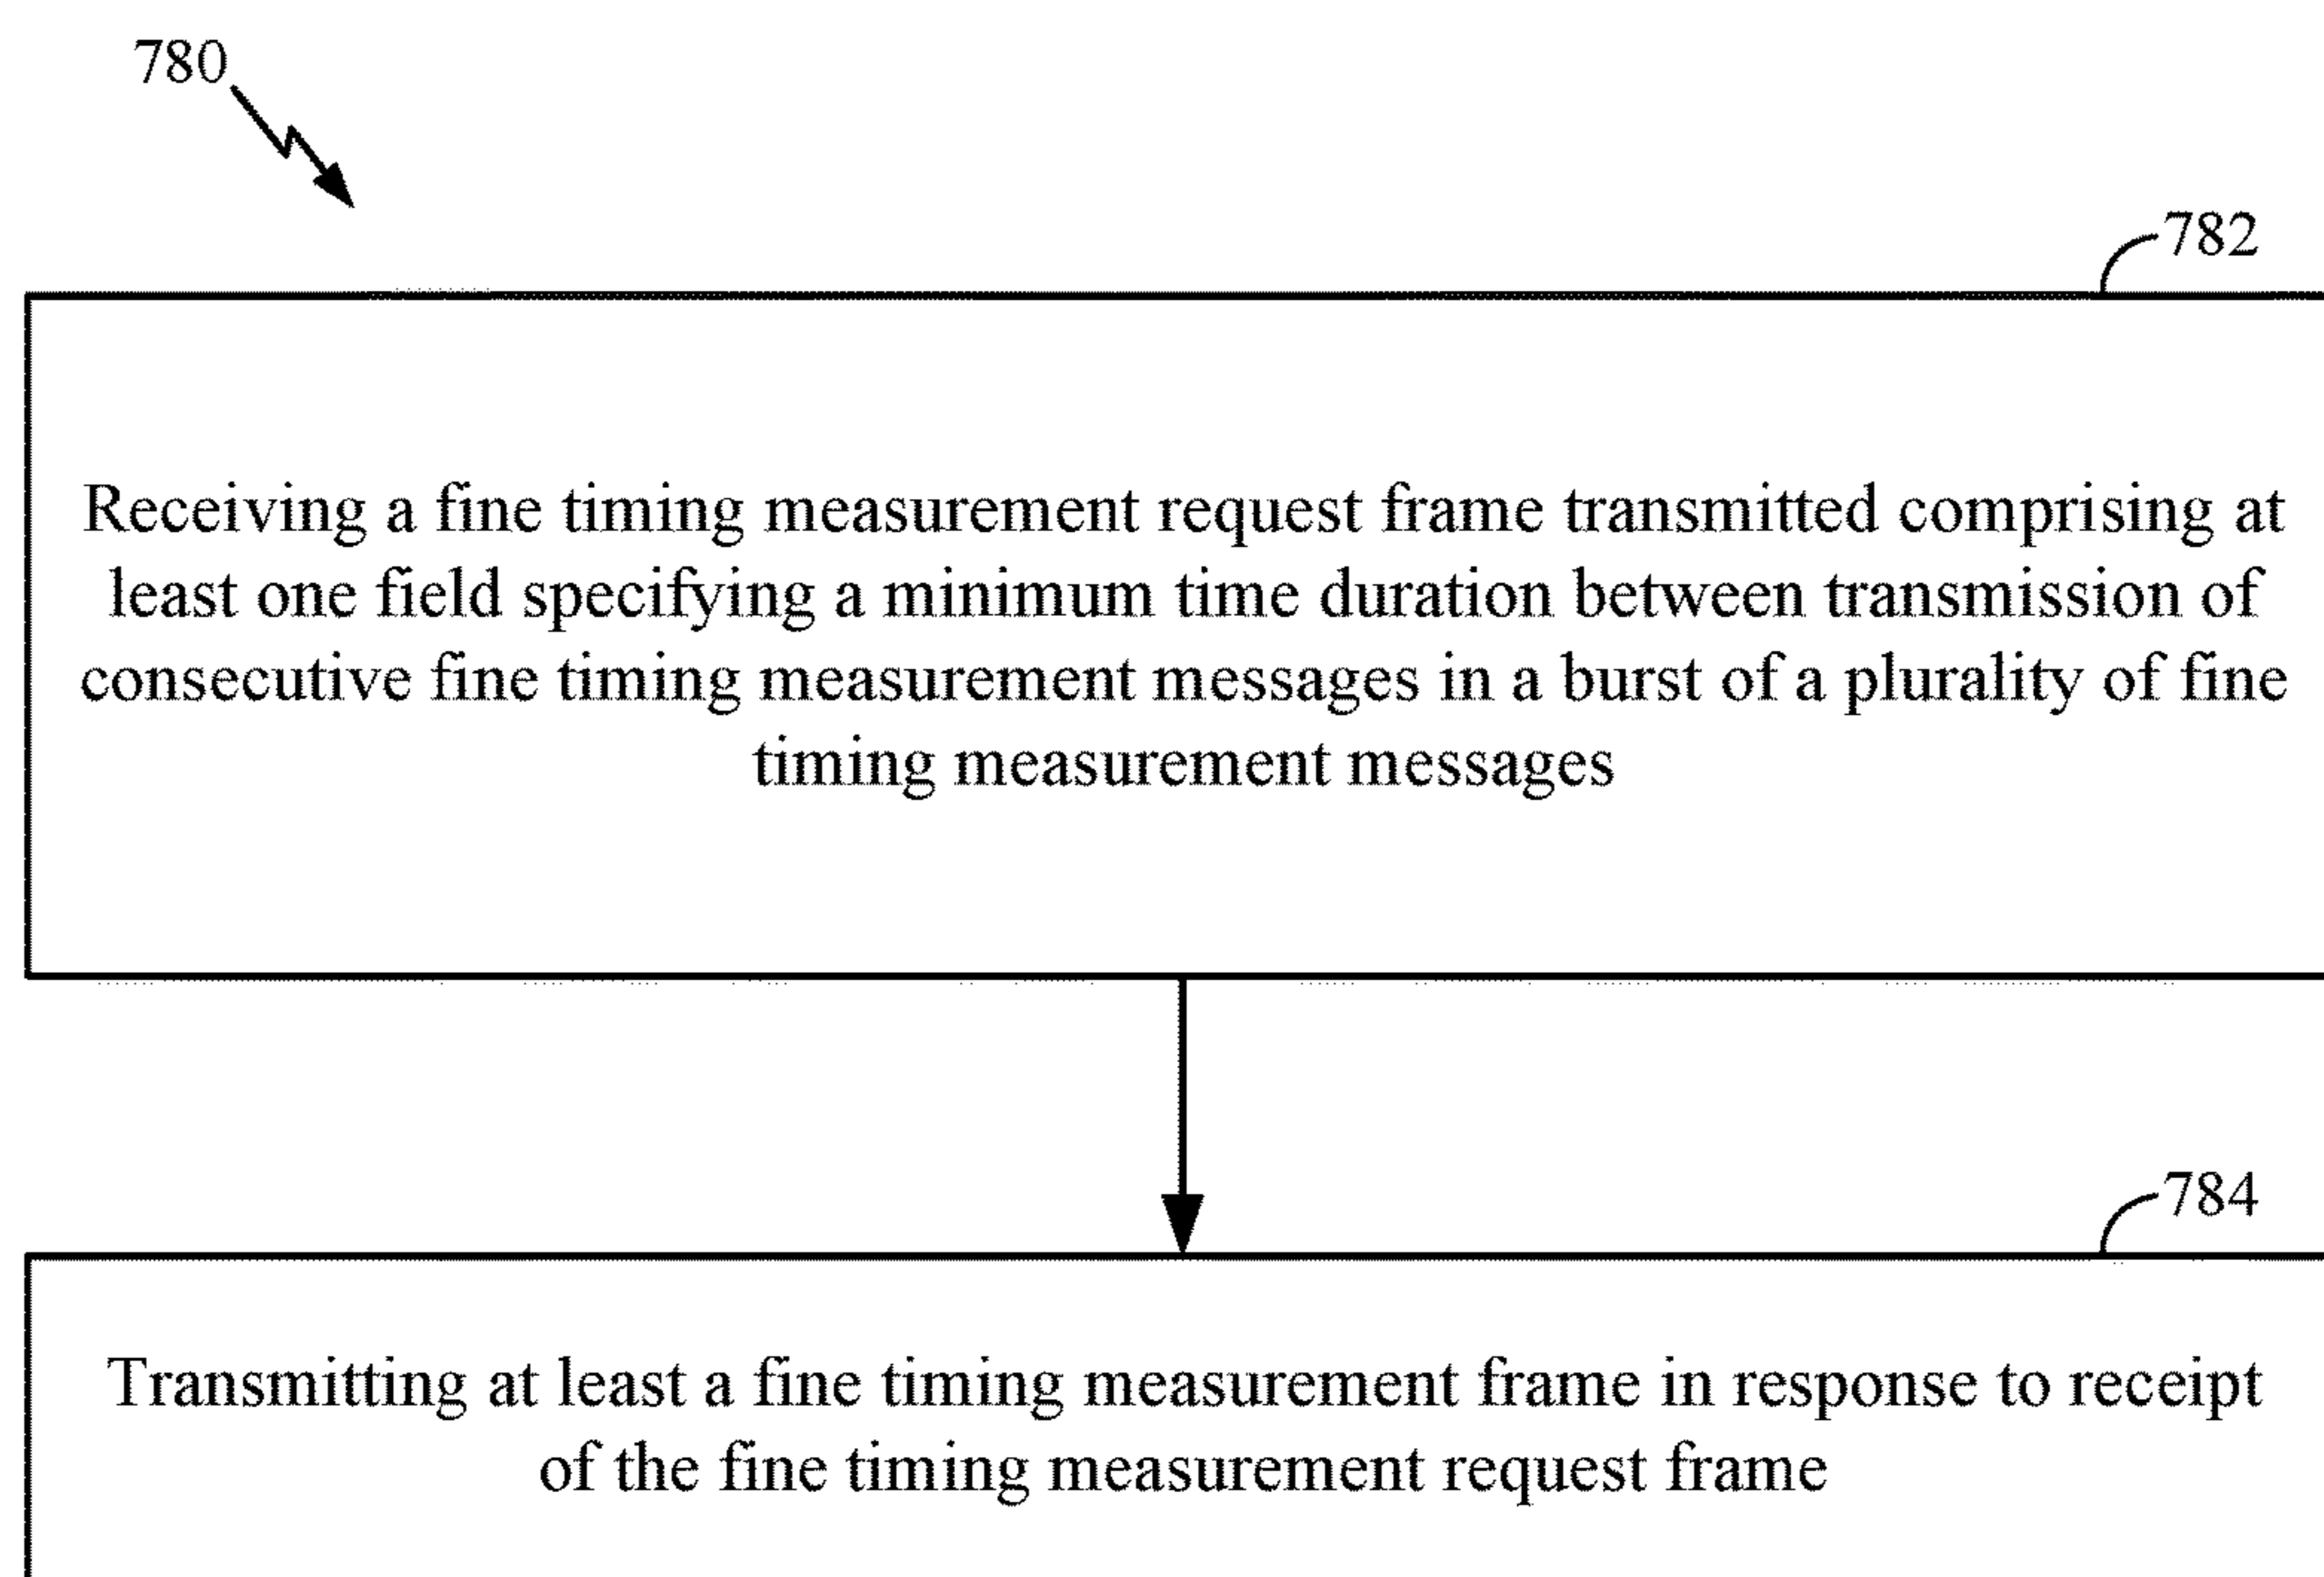 780
782
Receiving a fine timing measurement request frame transmitted comprising at
least one field specifying a minimum time duration between transmission of
consecutive fine timing measurement messages in a burst of a plurality of fine
timing measurement messages
784
Transmitting at least a fine timing measurement frame in response to receipt
of the fine timing measurement request frame